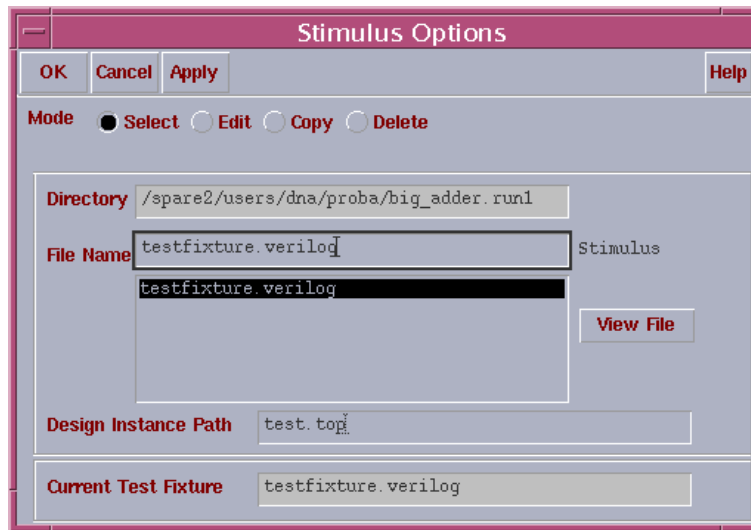 Stimulus Options
OK Cancel Apply Help
Mode Select Edit Copy Delete
Directory /spare2/users/dna/proba/big_adder.run1
File Name testfixture.verilog Stimulus
testfixture.verilog
View File
Design Instance Path test.top
Current Test Fixture testfixture.verilog